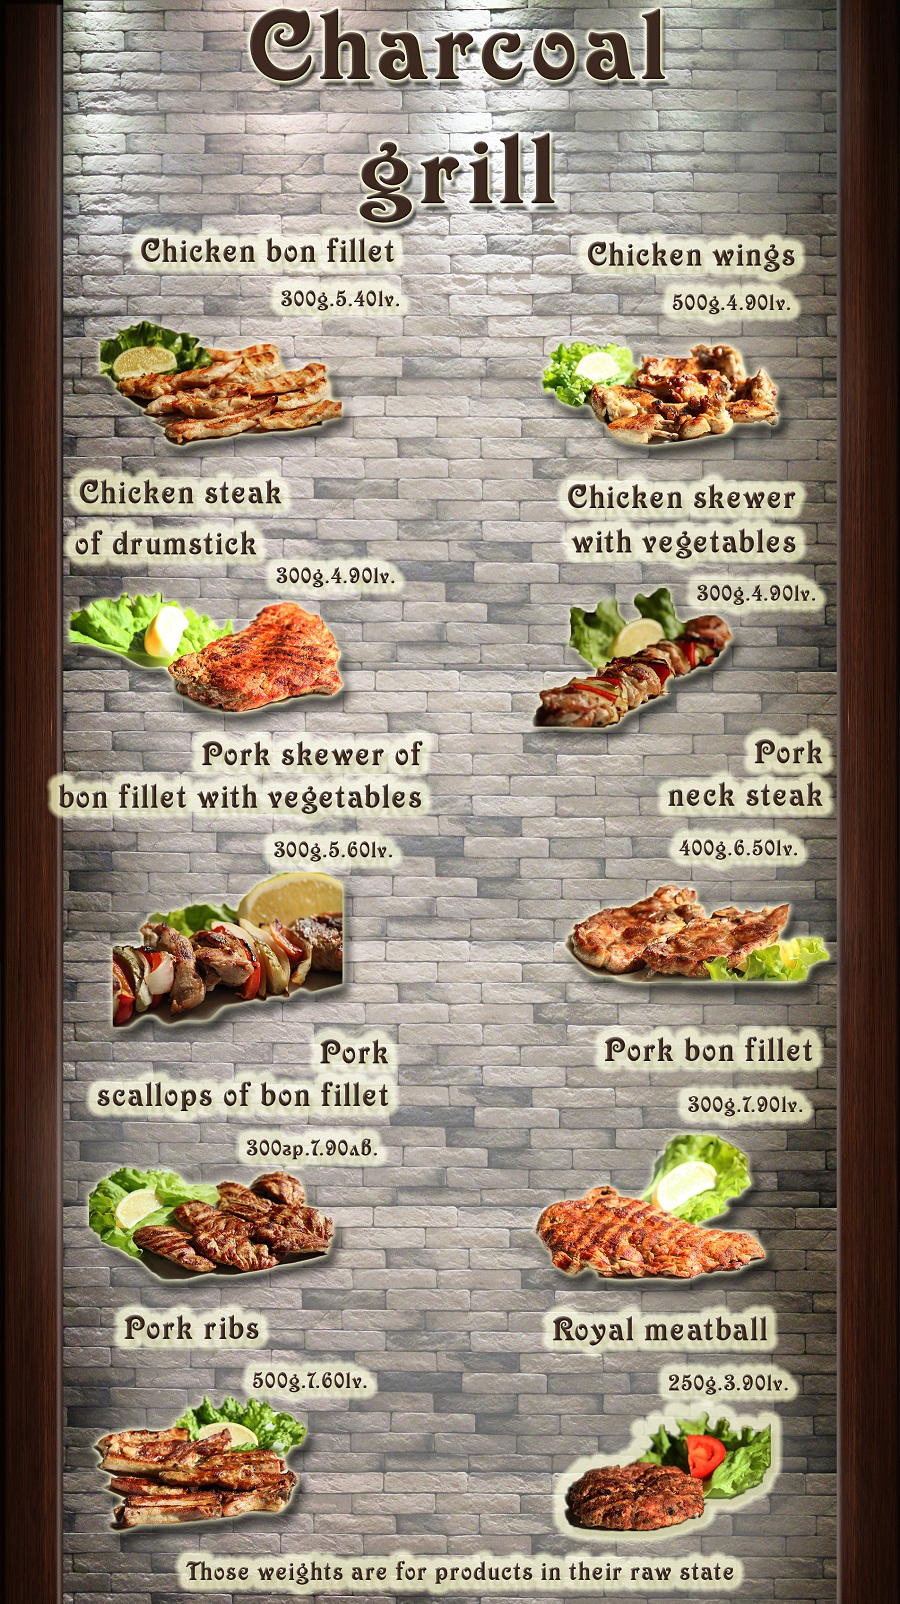 Charcoal
grill
Chicken bon fillet
300g.5.40lv.
Chicken wings
500g.4.90lv.
Chicken steak
of drumstick
300g.4.90lv.
Chicken skewer
with vegetables
300g.4.90lv.
Pork skewer of
bon fillet with vegetables
300g.5.60lv.
Pork
neck steak
400g.6.50lv.
Pork
scallops of bon fillet
300гр.7.90лв.
Pork bon fillet
300g.7.90lv.
Pork ribs
500g.7.60lv.
Royal meatball
250g.3.90lv.
Those weights are for products in their raw state